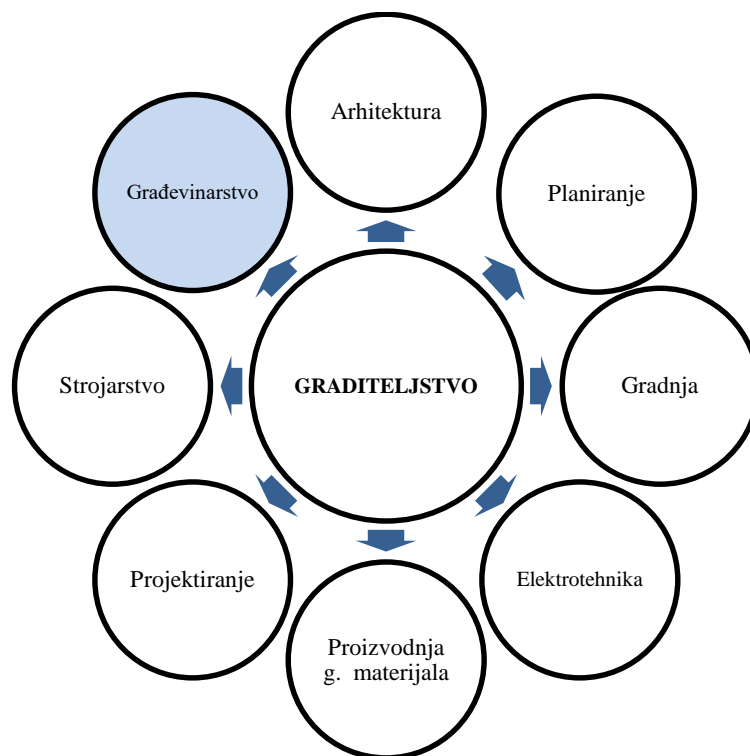 Arhitektura
Planiranje
Građevinarstvo
Strojarstvo
GRADITELJSTVO
Gradnja
Projektiranje
Elektrotehnika
Proizvodnja
g. materijala